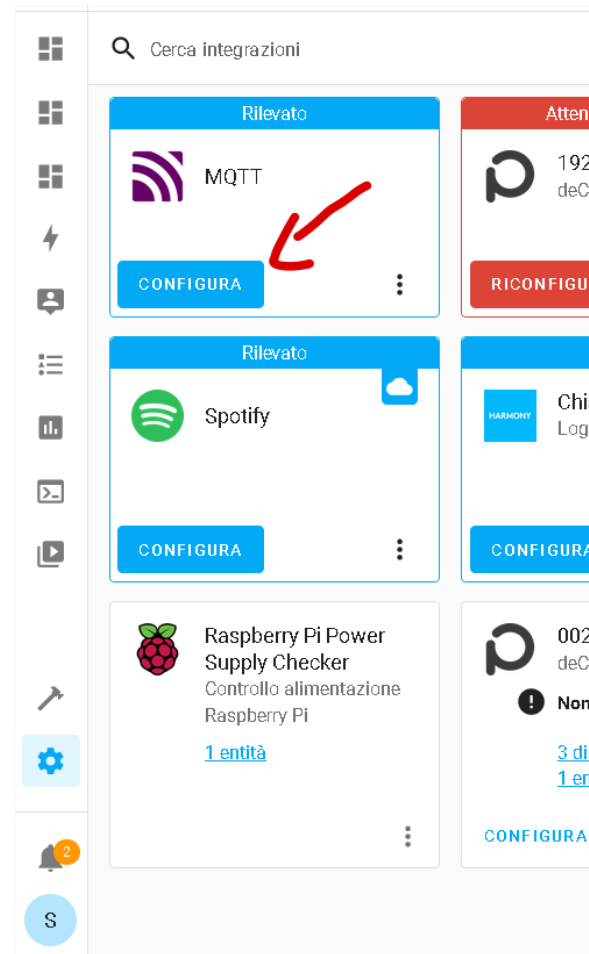 Cerca integrazioni
Rilevato
MQTT
CONFIGURA
Atten
192
deC
RICONFIGU
Rilevato
Spotify
CONFIGURA
HARMONY
Chi
Log
CONFIGURA
Raspberry Pi Power
Supply Checker
Controllo alimentazione
Raspberry Pi
1 entità
002
deC
Non
3 di
1 en
CONFIGURA
2
S